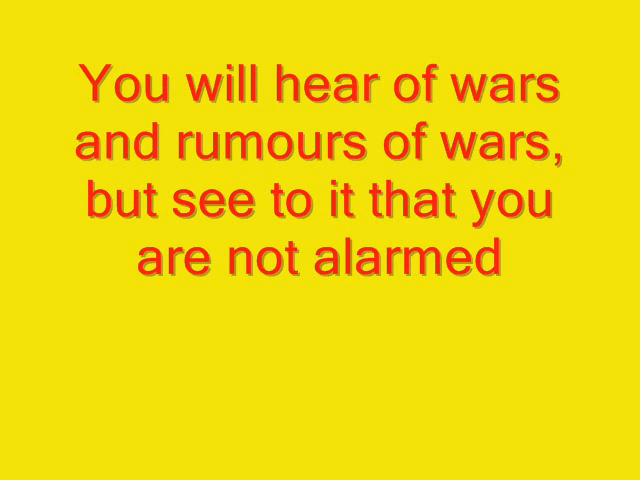 You will hear of wars
and rumours of wars,
but see to it that you
are not alarmed